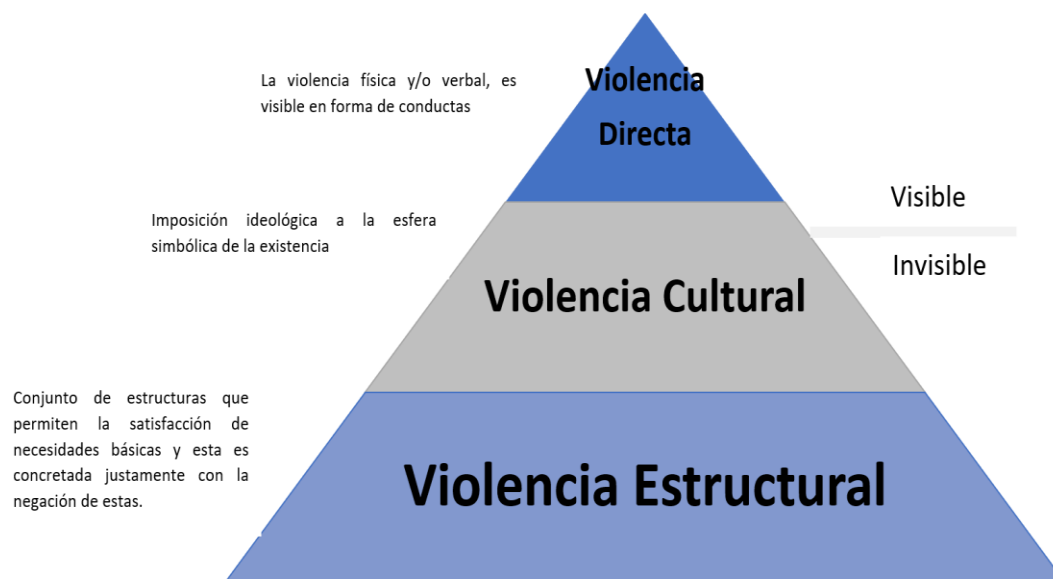 La violencia física y/o verbal, es
visible en forma de conductas
Violencia
Directa
Visible
Imposición ideológica a la esfera
simbólica de la existencia
Invisible
Violencia Cultural
Conjunto de estructuras que
permiten la satisfacción de
necesidades básicas y esta es
concretada justamente con la
negación de estas.
Violencia Estructural